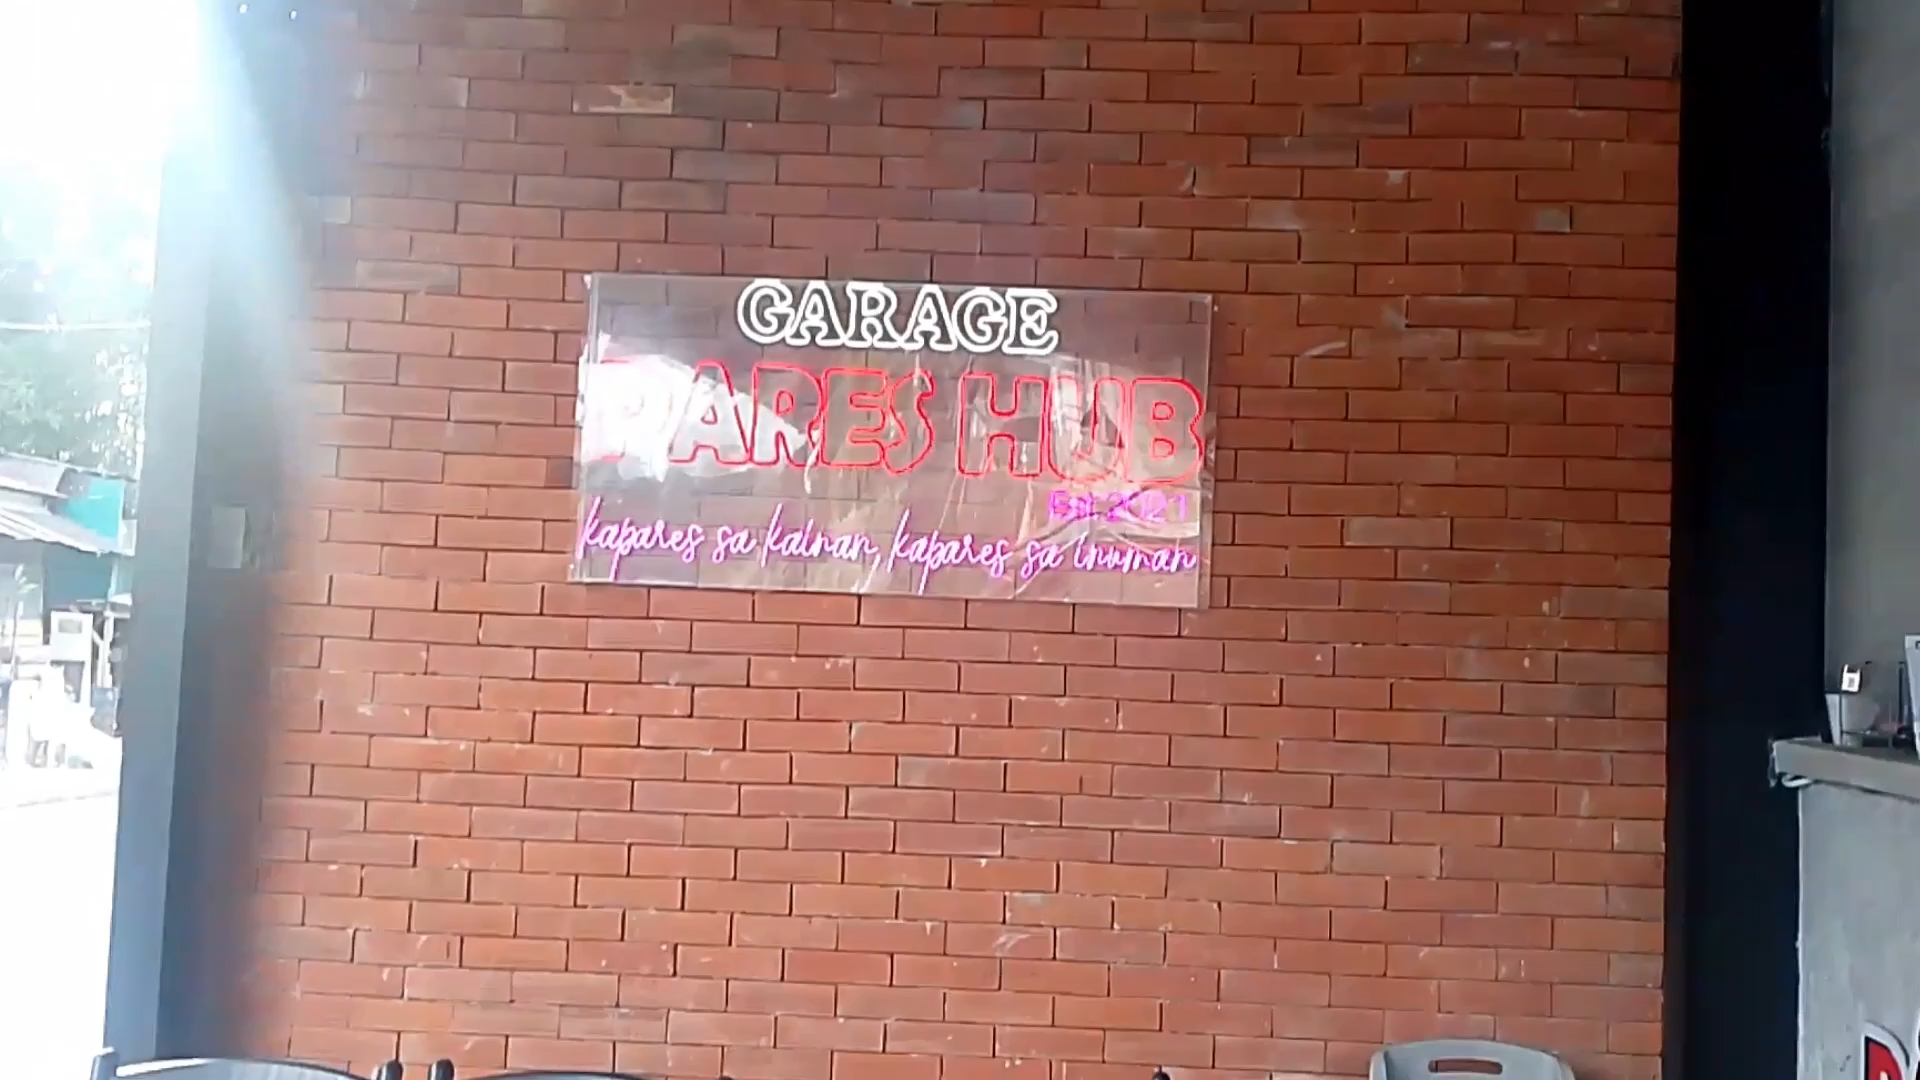 GARAGE
PARES HUB
Est. 2021
kapares sa kainan, kapares sa inuman